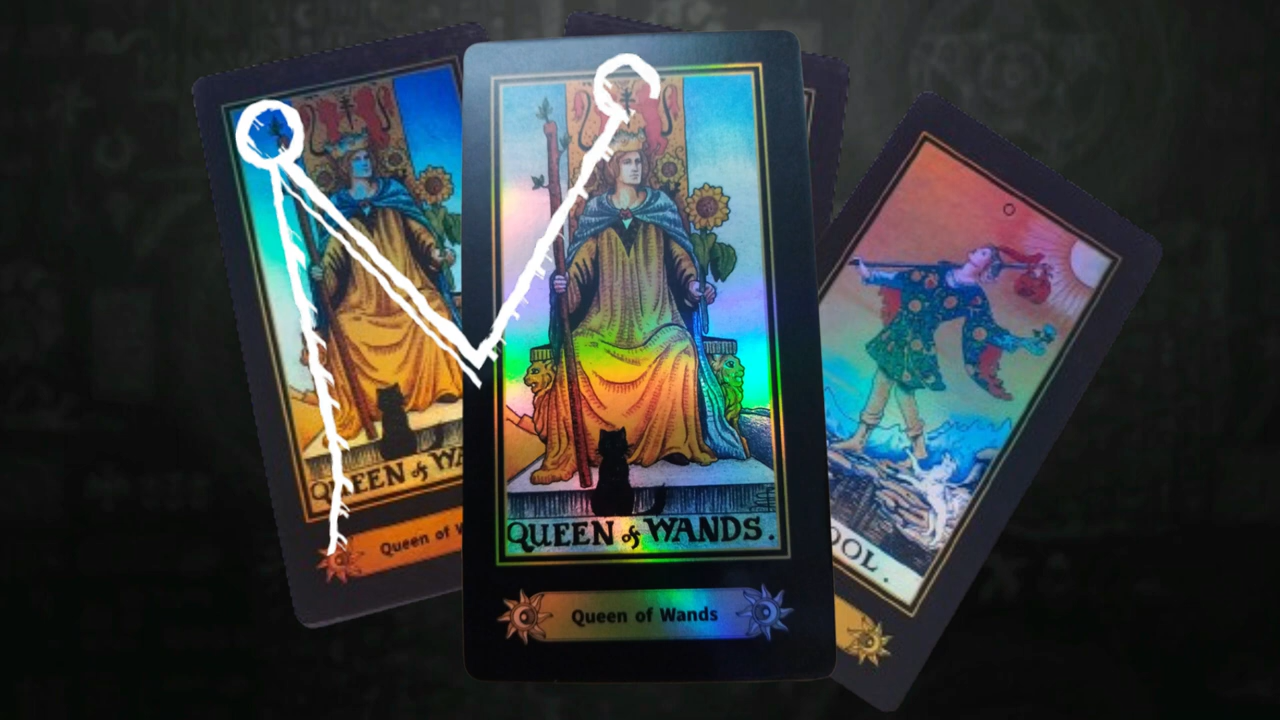 QUEEN of WA
Queen of W
QUEEN of WANDS.
Queen of Wands
OOL.